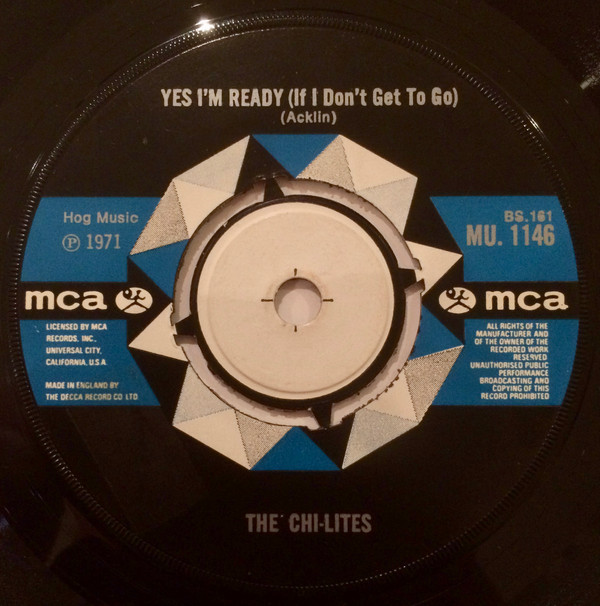 YES I'M READY (If I Don't Get To Go)
(Acklin)
Hog Music
Ⓟ 1971
BS.161
MU. 1146
mca
mca
LICENSED BY MCA
RECORDS, INC.,
UNIVERSAL CITY,
CALIFORNIA, U.S.A.
MADE IN ENGLAND BY
THE DECCA RECORD CO LTD.
ALL RIGHTS OF THE
MANUFACTURER AND
OF THE OWNER OF THE
RECORDED WORK
RESERVED
UNAUTHORISED PUBLIC
PERFORMANCE
BROADCASTING AND
COPYING OF THIS
RECORD PROHIBITED
THE CHI-LITES